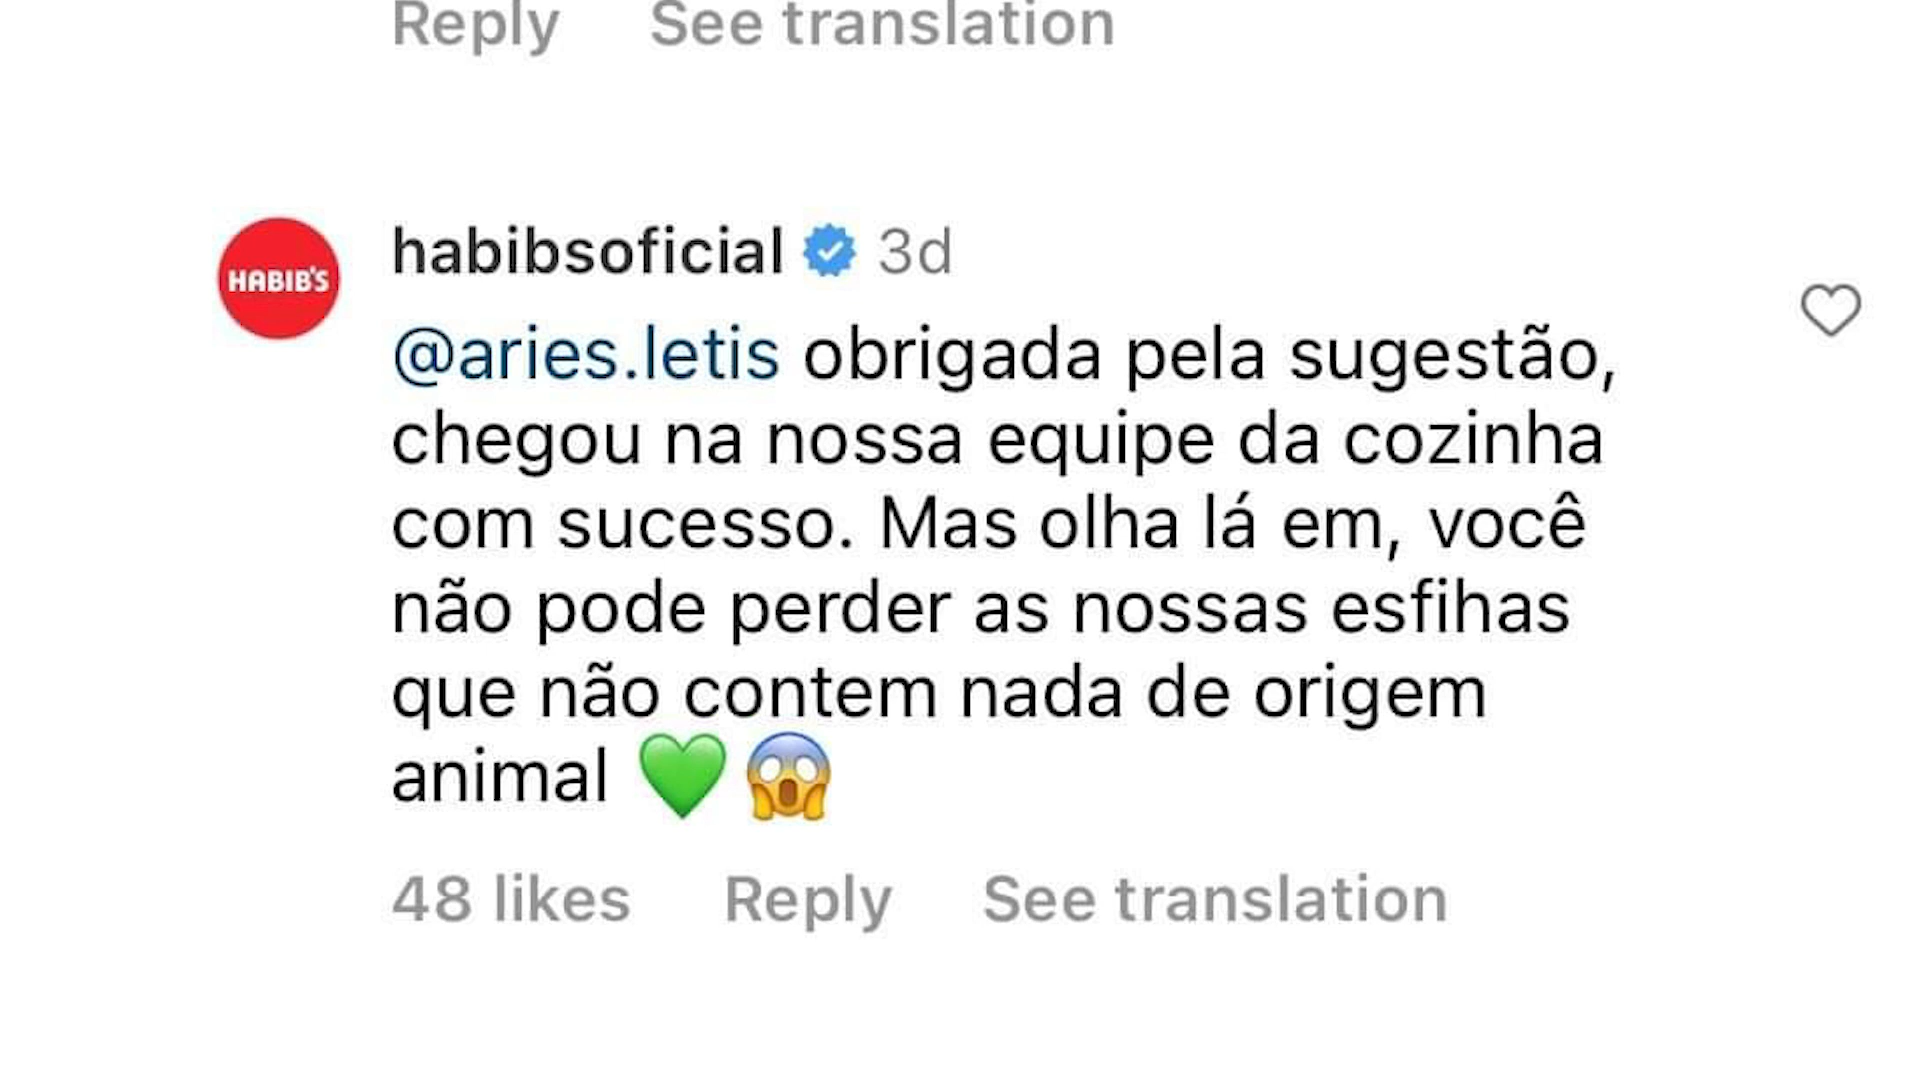 Reply See translation
HABIB'S
habibsoficial 3d
@aries.letis obrigada pela sugestão,
chegou na nossa equipe da cozinha
com sucesso. Mas olha lá em, você
não pode perder as nossas esfihas
que não contem nada de origem
animal 💚😱
48 likes Reply See translation